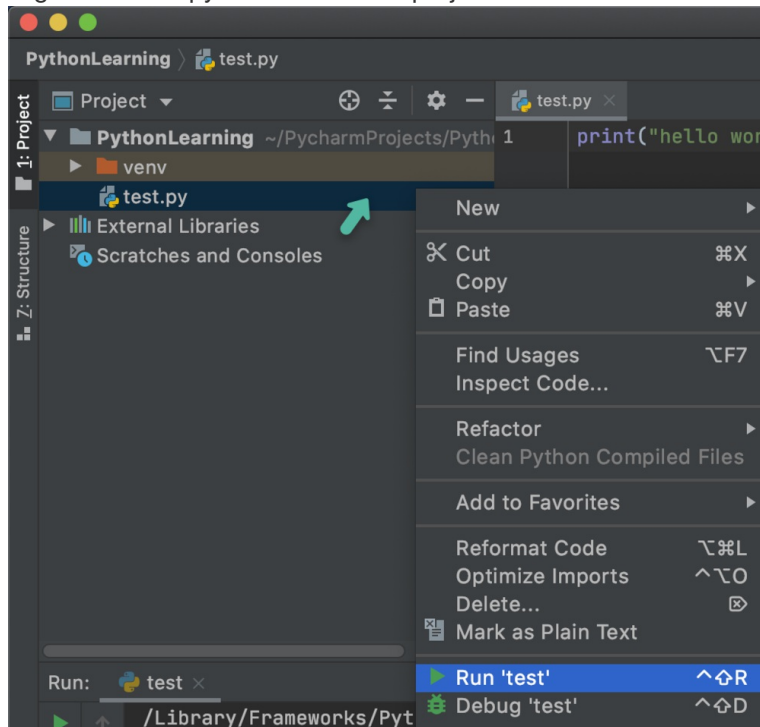 PythonLearning test.py
1: Project
Project
test.py
PythonLearning ~/PycharmProjects/Pyth
1 print("hello wor
venv
test.py
External Libraries
Scratches and Consoles
Z: Structure
New
Cut ⌘X
Copy
Paste ⌘V
Find Usages ⌥F7
Inspect Code...
Refactor
Clean Python Compiled Files
Add to Favorites
Reformat Code ⌥⌘L
Optimize Imports ^⌥O
Delete... ⌦
Mark as Plain Text
Run 'test' ^⇧R
Debug 'test' ^⇧D
Run: test
/Library/Frameworks/Pyt